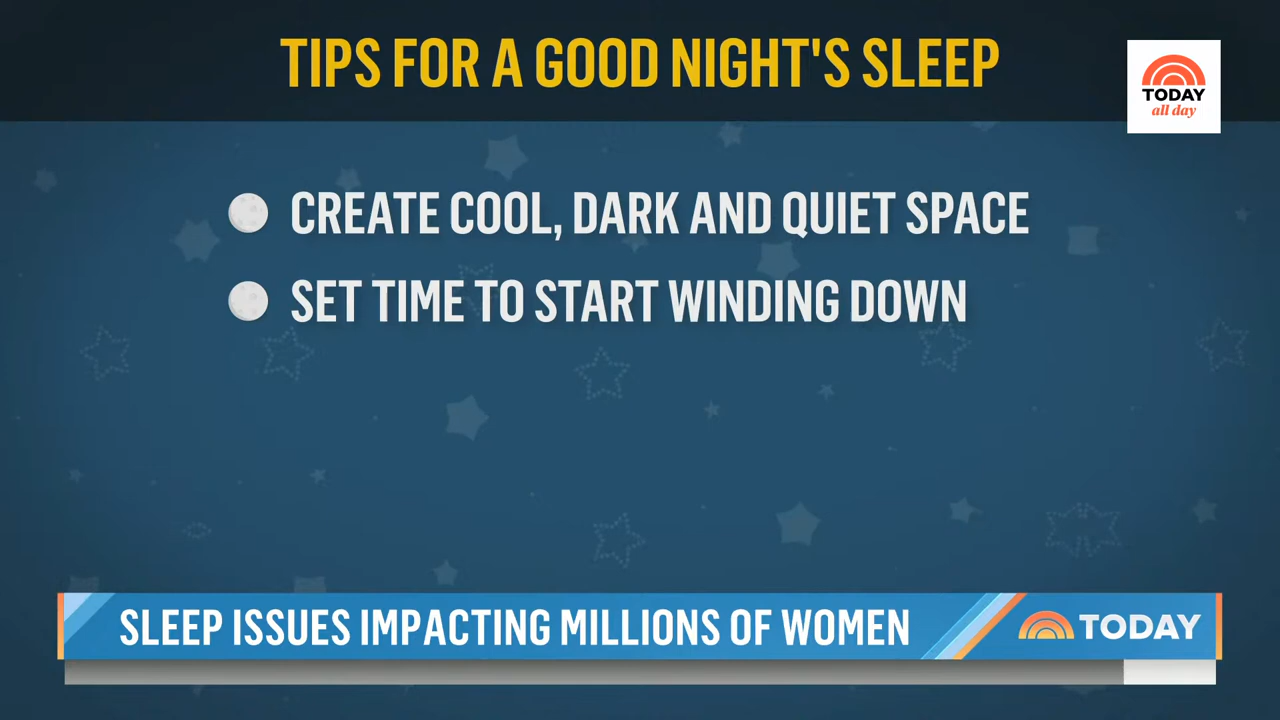 TIPS FOR A GOOD NIGHT'S SLEEP
TODAY
all day
CREATE COOL, DARK AND QUIET SPACE
SET TIME TO START WINDING DOWN
SLEEP ISSUES IMPACTING MILLIONS OF WOMEN
TODAY